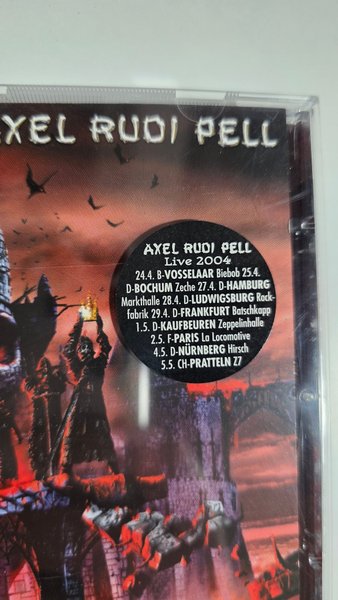 AXEL RUDI PELL
AXEL RUDI PELL
Live 2004
24.4. B-VOSSELAAR Biebob 25.4.
D-BOCHUM Zeche 27.4. D-HAMBURG
Markthalle 28.4. D-LUDWIGSBURG Rock-
fabrik 29.4. D-FRANKFURT Batschkapp
1.5. D-KAUFBEUREN Zeppelinhalle
2.5. F-PARIS La Locomotive
4.5. D-NÜRNBERG Hirsch
5.5. CH-PRATTELN Z7